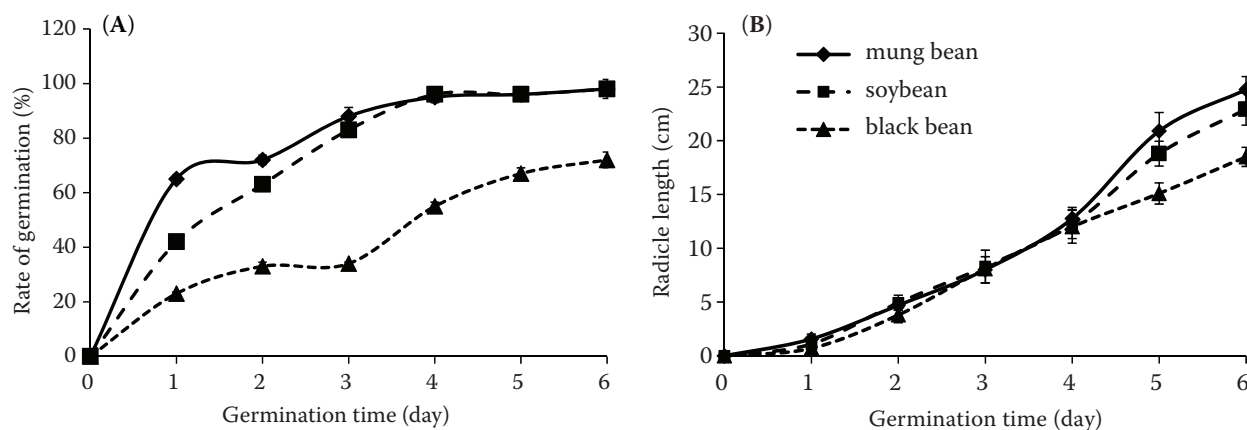 (A)
120
100
80
60
40
20
0
Rate of germination (%)
0 1 2 3 4 5 6
Germination time (day)
(B)
mung bean
soybean
black bean
30
25
20
15
10
5
0
Radicle length (cm)
0 1 2 3 4 5 6
Germination time (day)